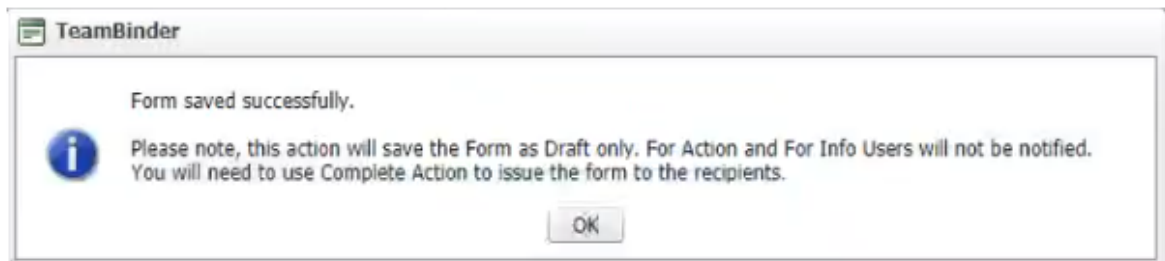 TeamBinder
Form saved successfully.
Please note, this action will save the Form as Draft only. For Action and For Info Users will not be notified.
You will need to use Complete Action to issue the form to the recipients.
OK